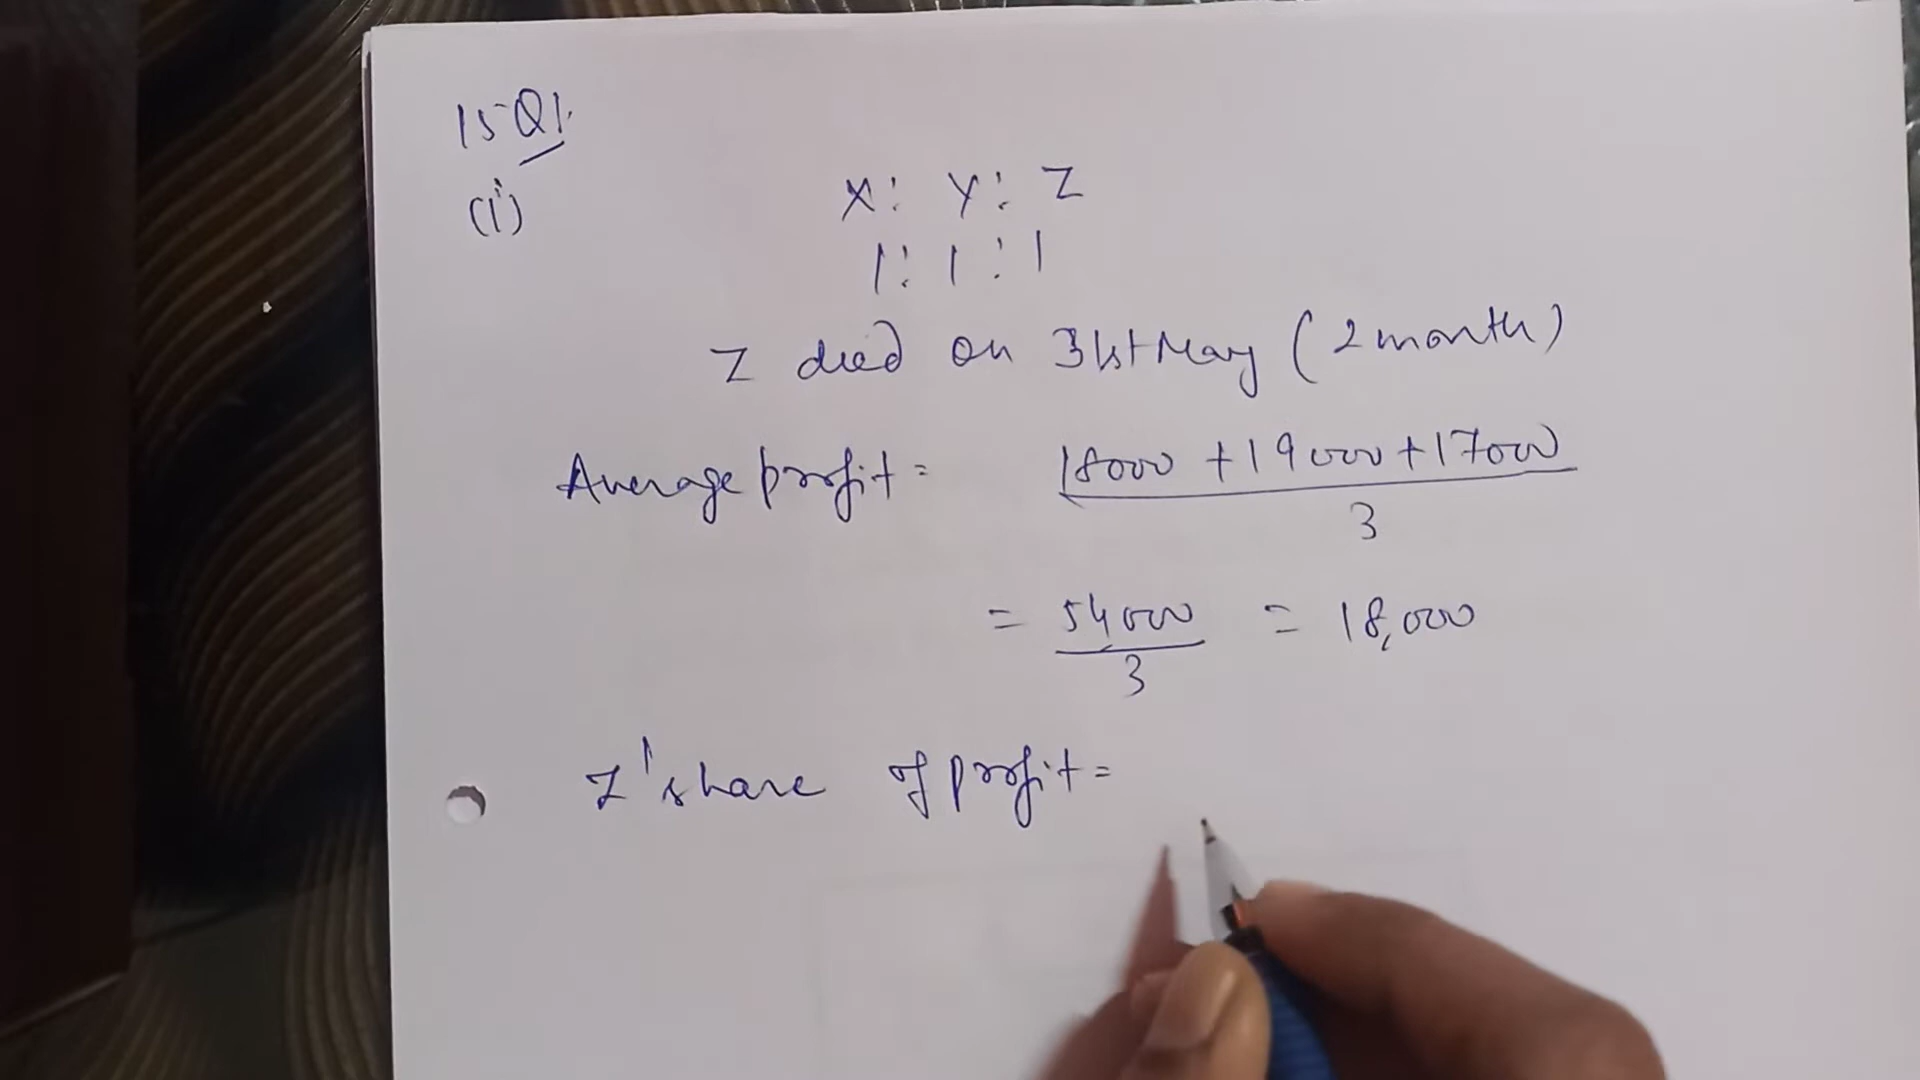 15 Q1.
(i)
X : Y : Z
1 : 1 : 1
Z died on 31st May (2 month)
Average profit = 18000 + 19000 + 17000
3
= 54000 = 18,000
3
Z's share of profit =